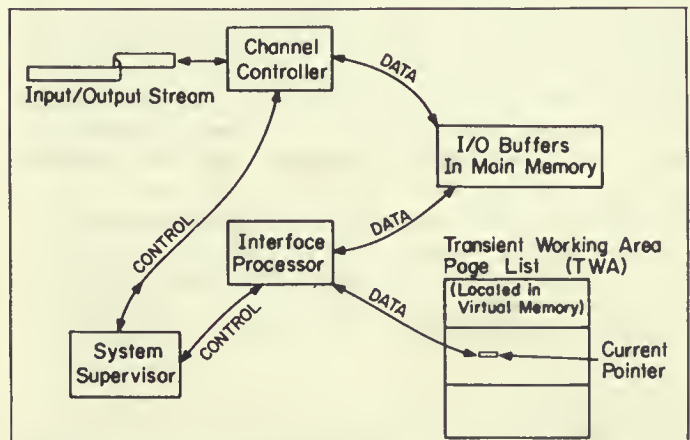 Channel
Controller
Input/Output Stream
DATA
I/O Buffers
In Main Memory
DATA
CONTROL
Interface
Processor
Transient Working Area
Page List (TWA)
(Located in
Virtual Memory)
DATA
CONTROL
System
Supervisor
Current
Pointer